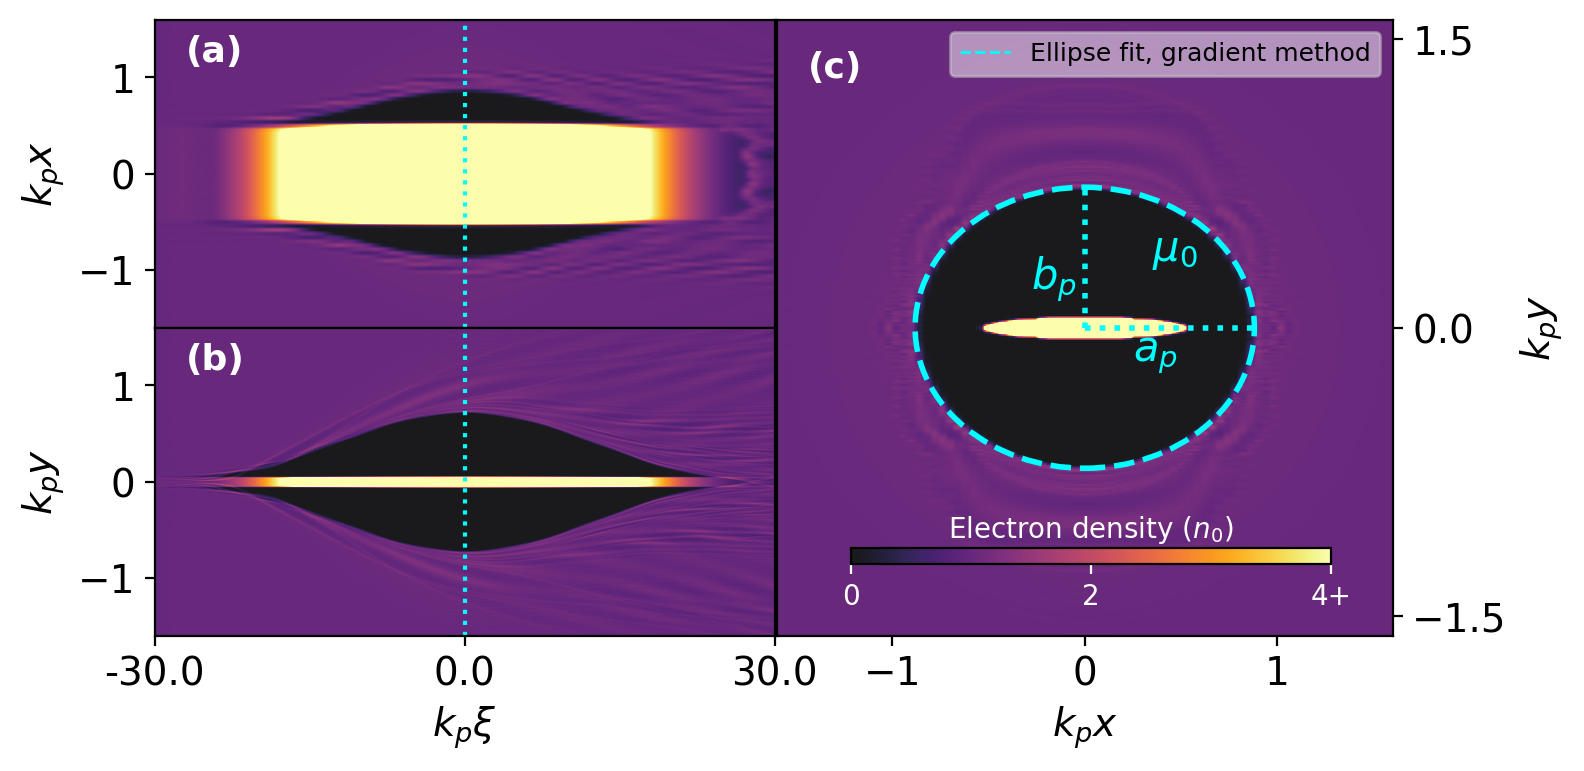 (a)
1
0
−1
k_p x
(b)
1
0
−1
k_p y
-30.0
0.0
30.0
k_p ξ
(c)
Ellipse fit, gradient method
μ_0
b_p
a_p
Electron density (n_0)
0
2
4+
1.5
0.0
−1.5
k_p y
−1
0
1
k_p x